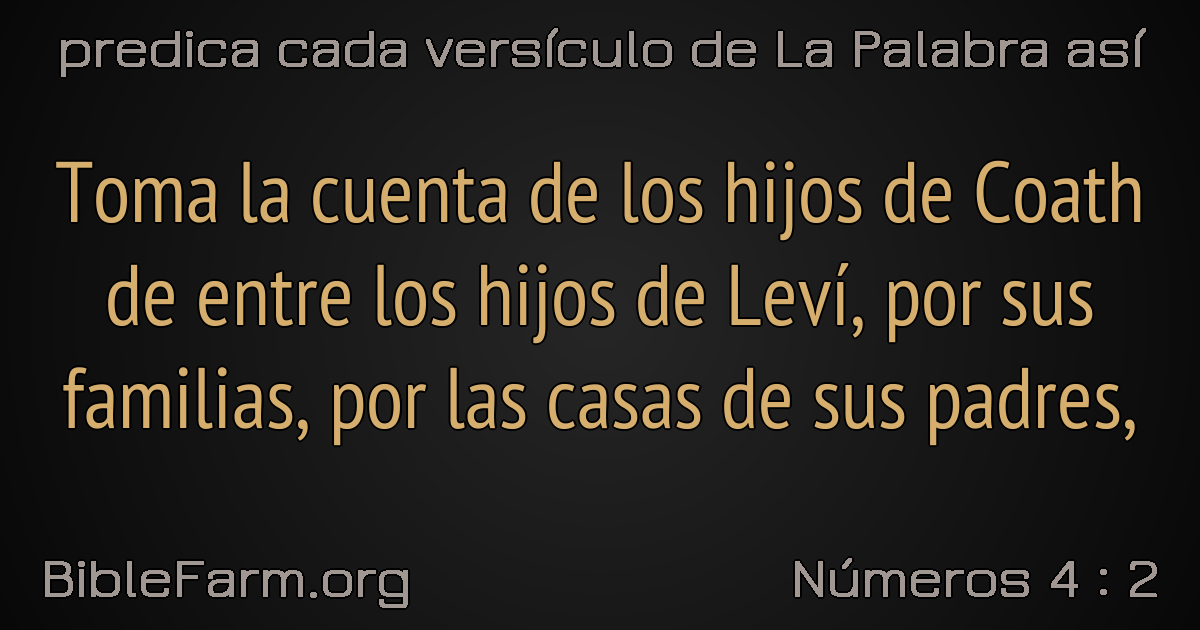 predica cada versículo de La Palabra así
Toma la cuenta de los hijos de Coath
de entre los hijos de Leví, por sus
familias, por las casas de sus padres,
BibleFarm.org
Números 4 : 2